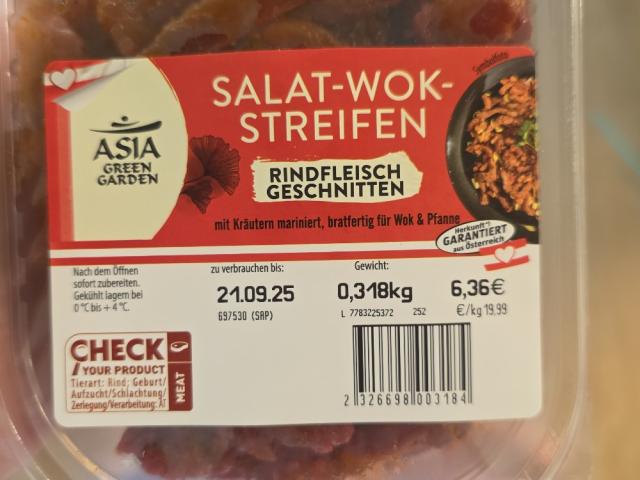 SALAT-WOK-
STREIFEN
Symbolfoto
ASIA
GREEN
GARDEN
RINDFLEISCH
GESCHNITTEN
mit Kräutern mariniert, bratfertig für Wok & Pfanne
Herkunft*:
GARANTIERT
aus Österreich
Nach dem Öffnen
sofort zubereiten.
Gekühlt lagern bei
0 °C bis + 4 °C.
zu verbrauchen bis:
21.09.25
697530 (SAP)
Gewicht:
0,318kg
6,36€
L 7783225372 252
€/kg 19,99
CHECK
YOUR PRODUCT
Tierart: Rind; Geburt/
Aufzucht/Schlachtung/
Zerlegung/Verarbeitung: AT
MEAT
2 326698 003184